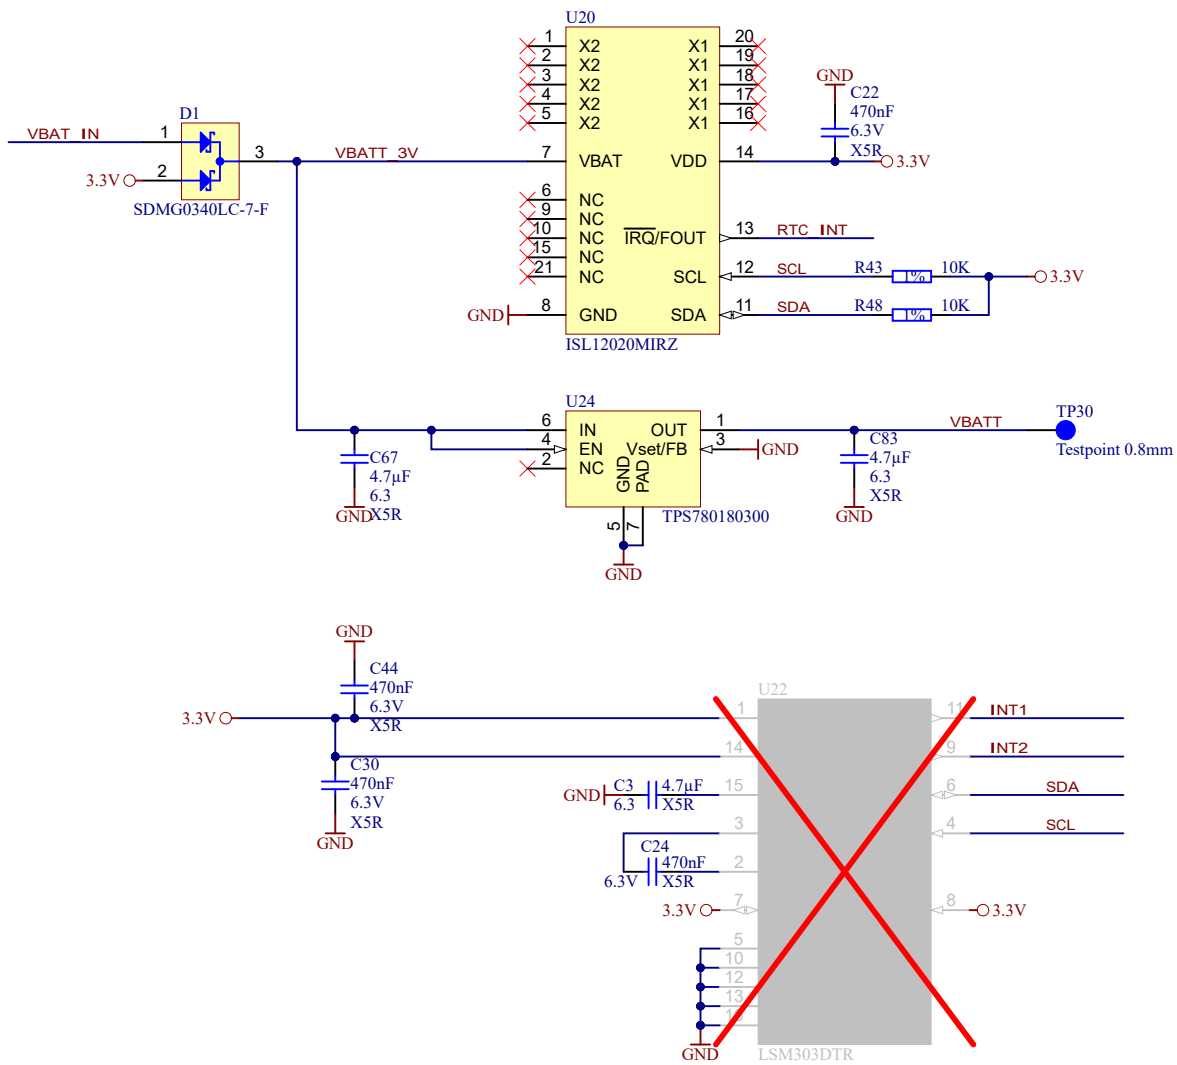 U20
1 X2 X1 20
2 X2 X1 19
3 X2 X1 18
4 X2 X1 17
5 X2 X1 16
GND
C22
470nF
6.3V
X5R
D1
VBAT_IN 1
3 VBATT_3V 7 VBAT VDD 14 3.3V
3.3V 2
SDMG0340LC-7-F
6 NC
9 NC
10 NC IRQ/FOUT 13 RTC_INT
15 NC
21 NC SCL 12 SCL R43 1% 10K 3.3V
GND 8 GND SDA 11 SDA R48 1% 10K
ISL12020MIRZ
U24
6 IN OUT 1 VBATT TP30
4 EN Vset/FB 3 GND Testpoint 0.8mm
2 NC GND PAD
C67
4.7µF
6.3
X5R
GND
C83
4.7µF
6.3
X5R
GND
5 7 TPS780180300
GND
GND
C44
470nF
6.3V
X5R
3.3V
C30
470nF
6.3V
X5R
GND
U22
1 11 INT1
14 9 INT2
GND C3 6.3 4.7µF X5R 15 6 SDA
3 4 SCL
C24
6.3V 470nF X5R 2
3.3V 7 8 3.3V
5
10
12
13
GND LSM303DTR